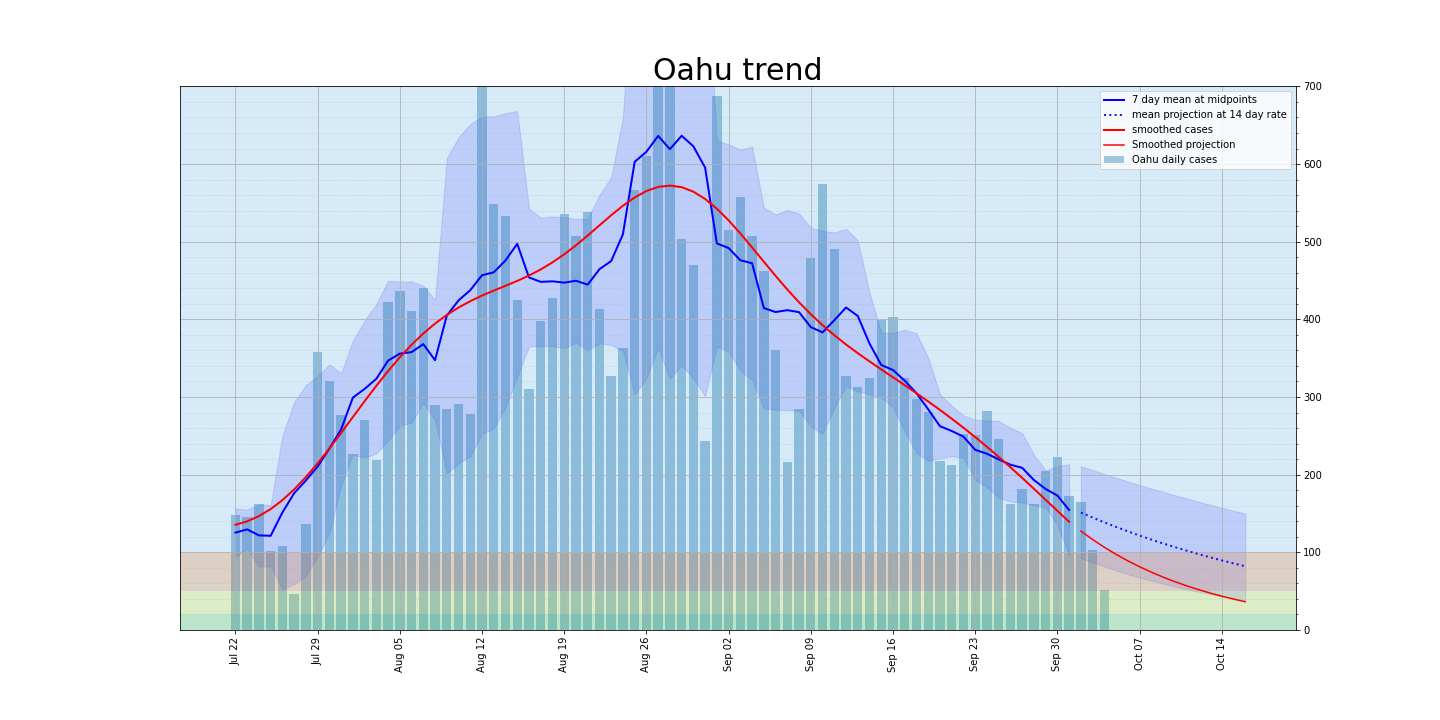 Oahu trend
7 day mean at midpoints
mean projection at 14 day rate
smoothed cases
Smoothed projection
Oahu daily cases
700
600
500
400
300
200
100
0
Jul 22
Jul 29
Aug 05
Aug 12
Aug 19
Aug 26
Sep 02
Sep 09
Sep 16
Sep 23
Sep 30
Oct 07
Oct 14